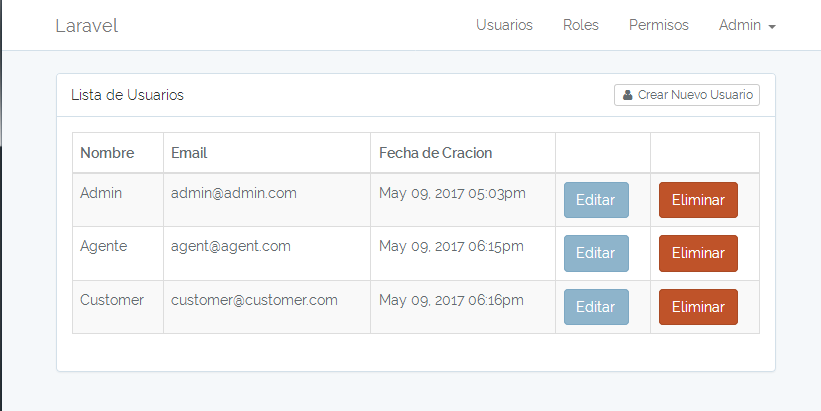 Laravel Usuarios Roles Permisos Admin
Lista de Usuarios Crear Nuevo Usuario
Nombre Email Fecha de Cracion
Admin admin@admin.com May 09, 2017 05:03pm Editar Eliminar
Agente agent@agent.com May 09, 2017 06:15pm Editar Eliminar
Customer customer@customer.com May 09, 2017 06:16pm Editar Eliminar